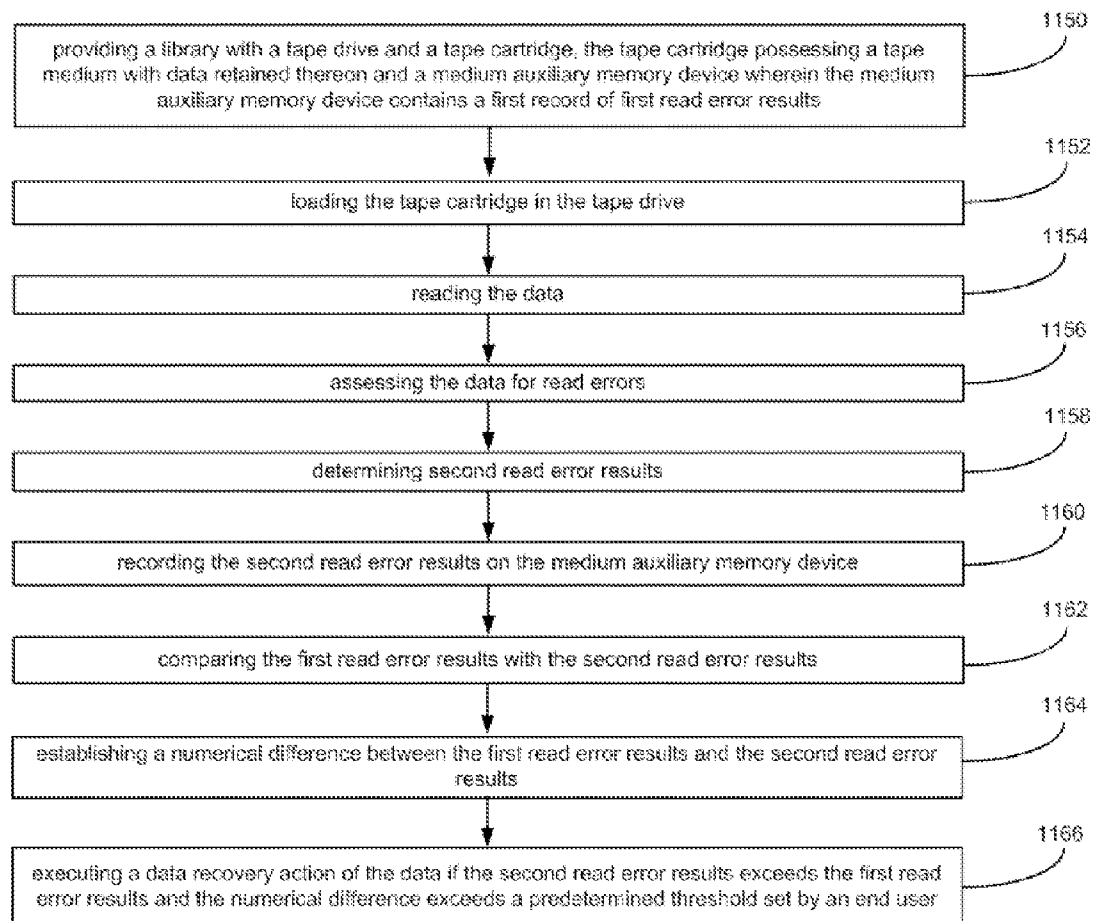 1150
providing a library with a tape drive and a tape cartridge, the tape cartridge possessing a tape
medium with data retained thereon and a medium auxiliary memory device wherein the medium
auxiliary memory device contains a first record of first read error results
1152
loading the tape cartridge in the tape drive
1154
reading the data
1156
assessing the data for read errors
1158
determining second read error results
1160
recording the second read error results on the medium auxiliary memory device
1162
comparing the first read error results with the second read error results
1164
establishing a numerical difference between the first read error results and the second read error
results
1166
executing a data recovery action of the data if the second read error results exceeds the first read
error results and the numerical difference exceeds a predetermined threshold set by an end user